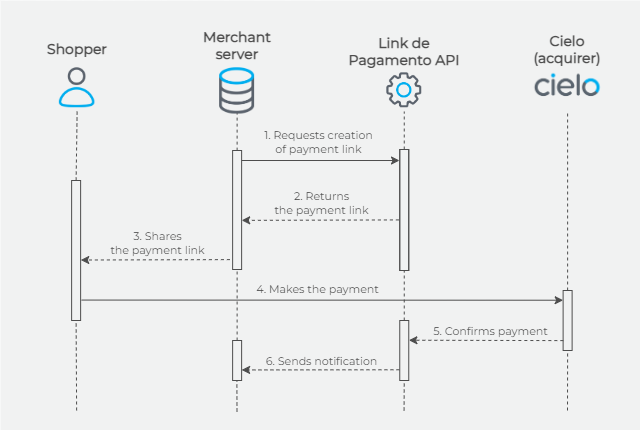 Shopper
Merchant
server
Link de
Pagamento API
Cielo
(acquirer)
cielo
1. Requests creation
of payment link
2. Returns
the payment link
3. Shares
the payment link
4. Makes the payment
5. Confirms payment
6. Sends notification